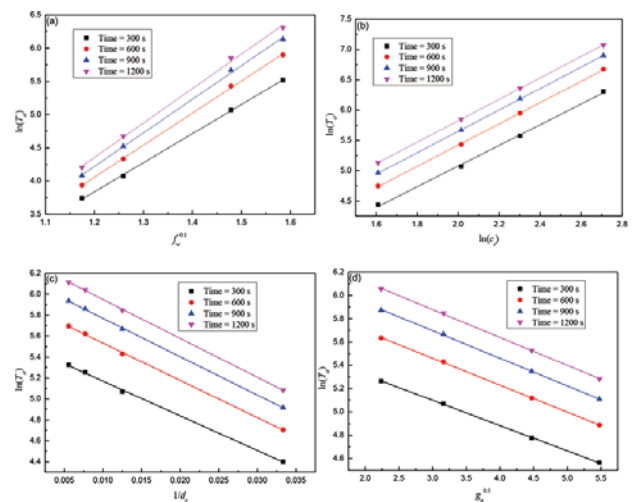 (a)
Time = 300 s
Time = 600 s
Time = 900 s
Time = 1200 s
6.5
6.0
5.5
5.0
4.5
4.0
3.5
1.1 1.2 1.3 1.4 1.5 1.6 1.7
(b)
Time = 300 s
Time = 600 s
Time = 900 s
Time = 1200 s
7.5
7.0
6.5
6.0
5.5
5.0
4.5
1.6 1.8 2.0 2.2 2.4 2.6 2.8
(c)
Time = 300 s
Time = 600 s
Time = 900 s
Time = 1200 s
6.2
6.0
5.8
5.6
5.4
5.2
5.0
4.8
4.6
4.4
0.005 0.010 0.015 0.020 0.025 0.030 0.035
(d)
Time = 300 s
Time = 600 s
Time = 900 s
Time = 1200 s
6.2
6.0
5.8
5.6
5.4
5.2
5.0
4.8
4.6
2.0 2.5 3.0 3.5 4.0 4.5 5.0 5.5